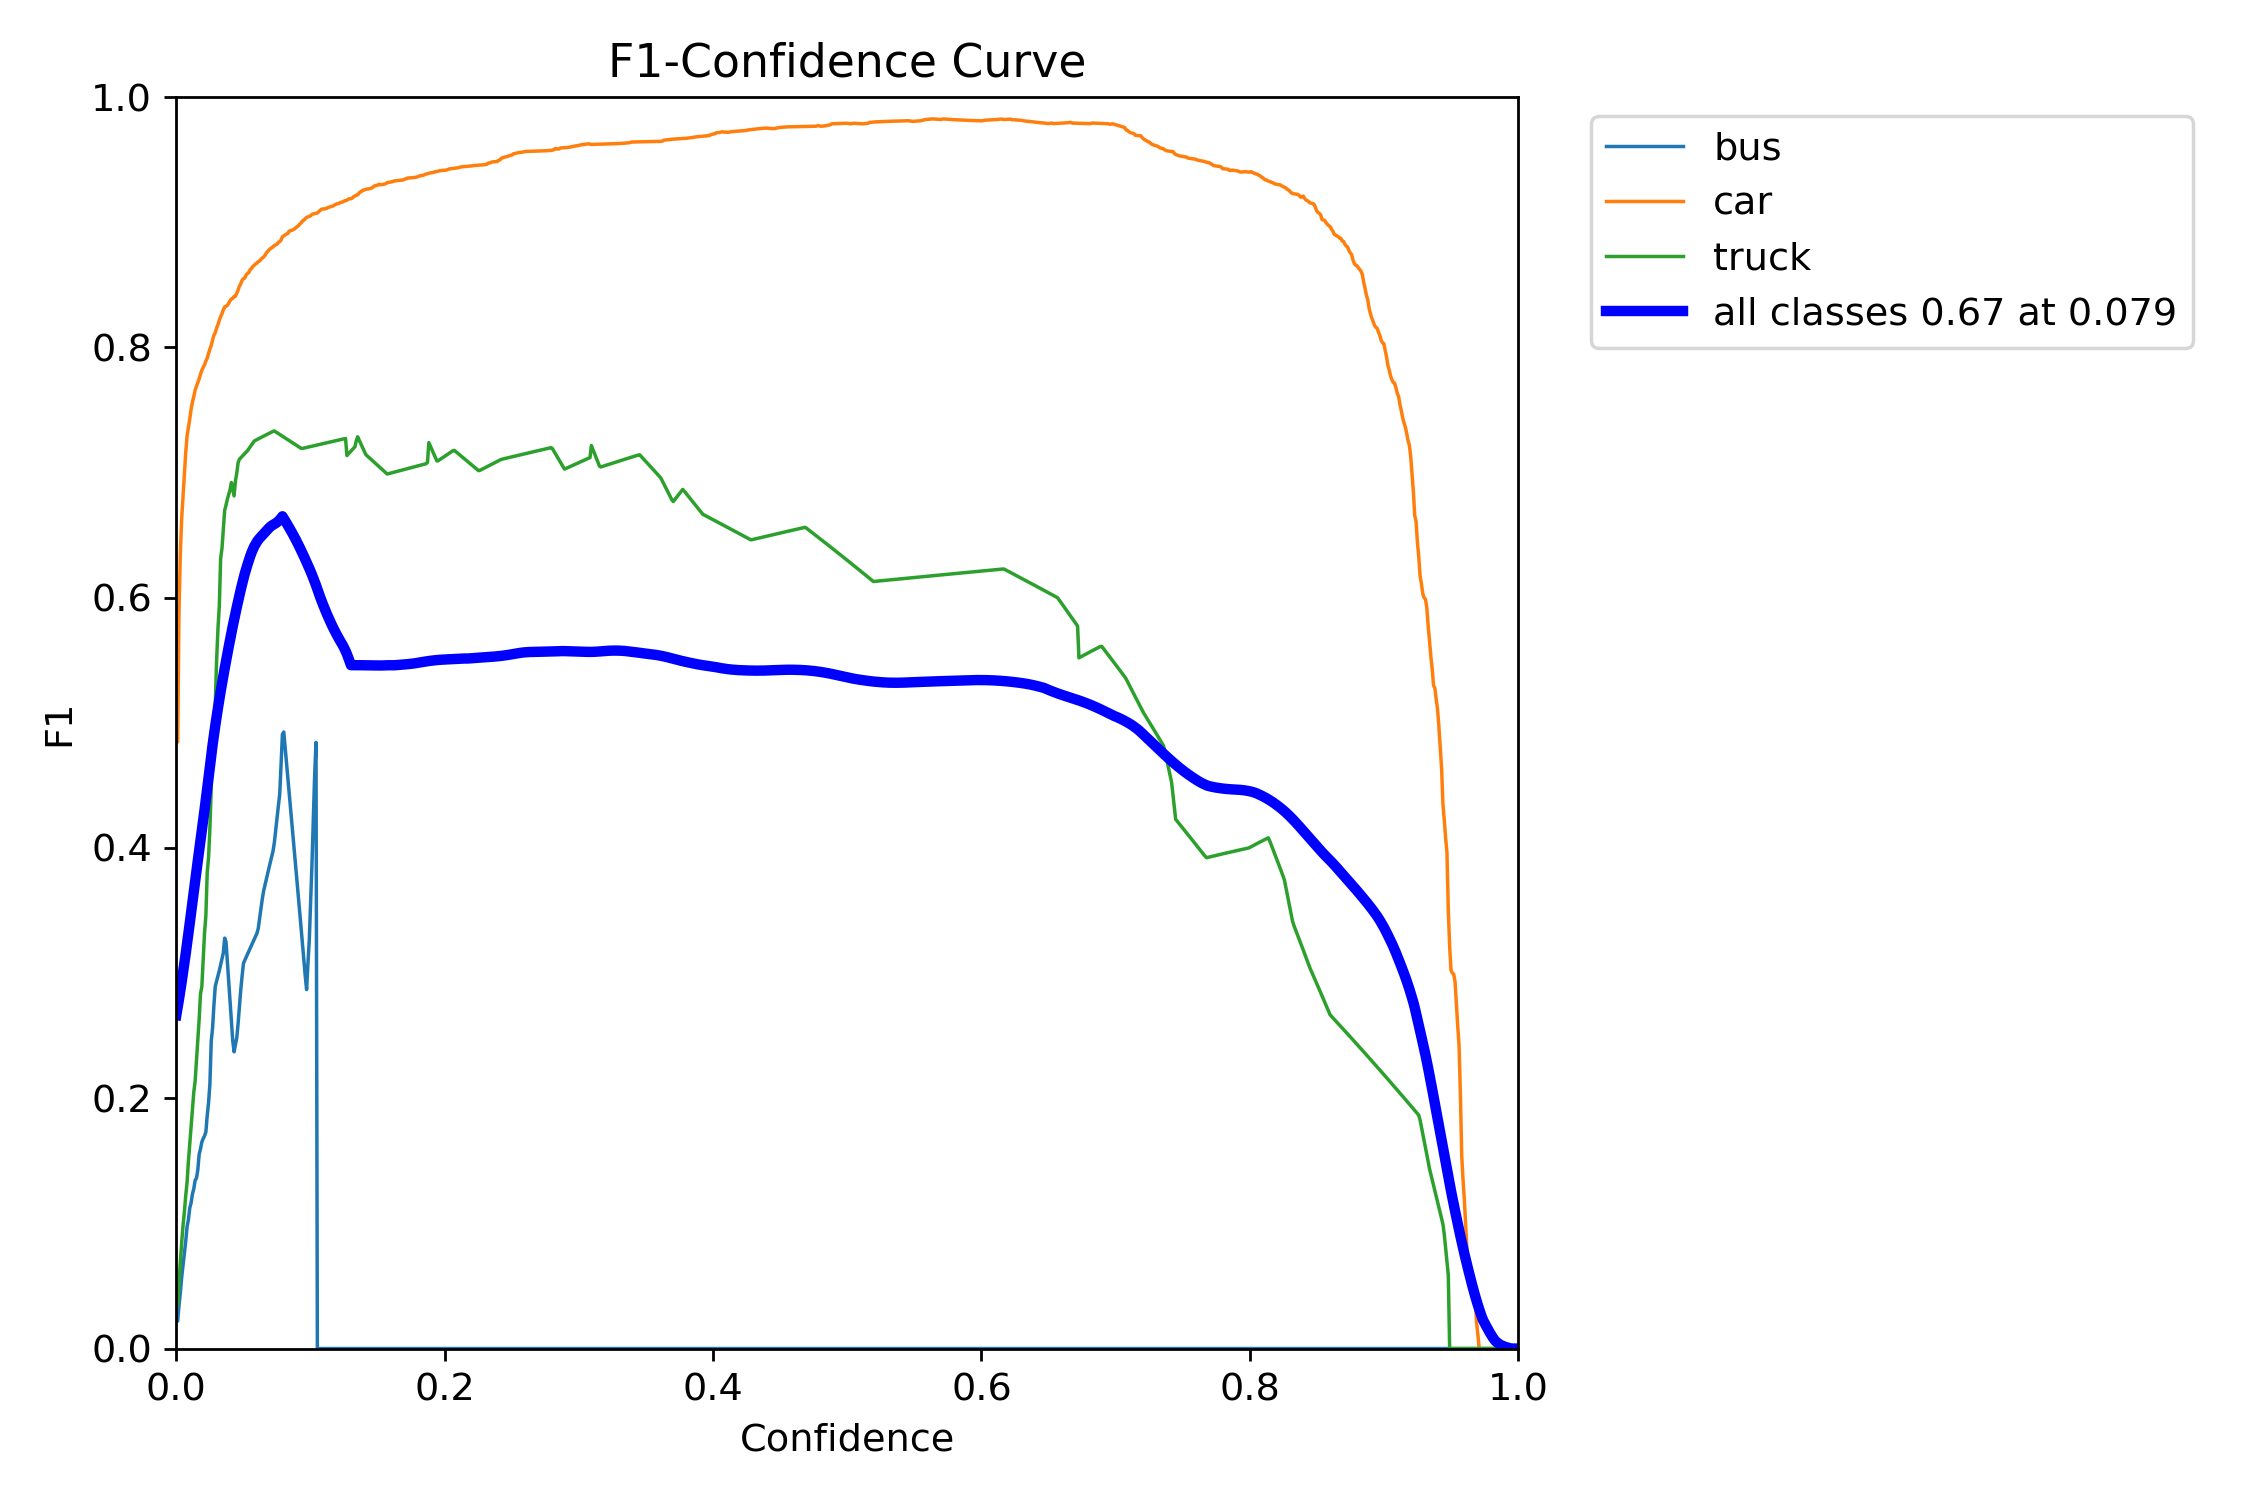 F1-Confidence Curve
1.0
0.8
0.6
0.4
0.2
0.0
F1
0.0 0.2 0.4 0.6 0.8 1.0
Confidence
bus
car
truck
all classes 0.67 at 0.079